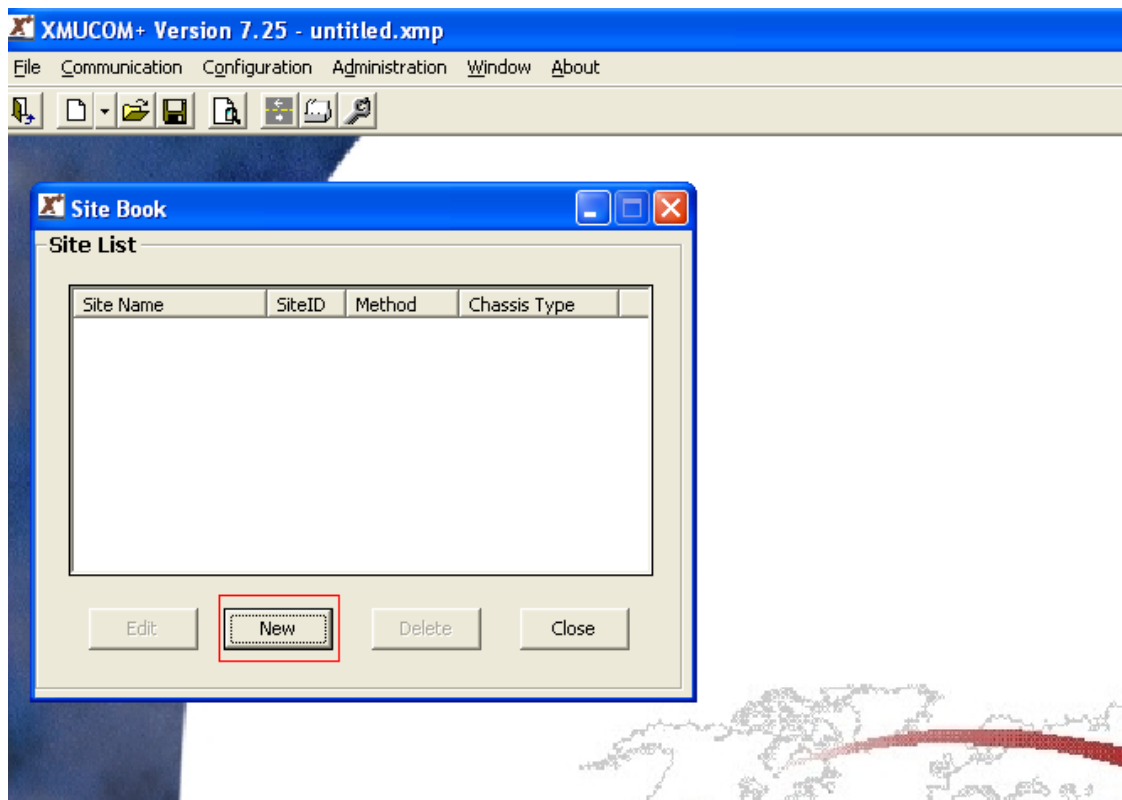 XMUCOM+ Version 7.25 - untitled.xmp
File Communication Configuration Administration Window About
Site Book
Site List
Site Name SiteID Method Chassis Type
Edit New Delete Close